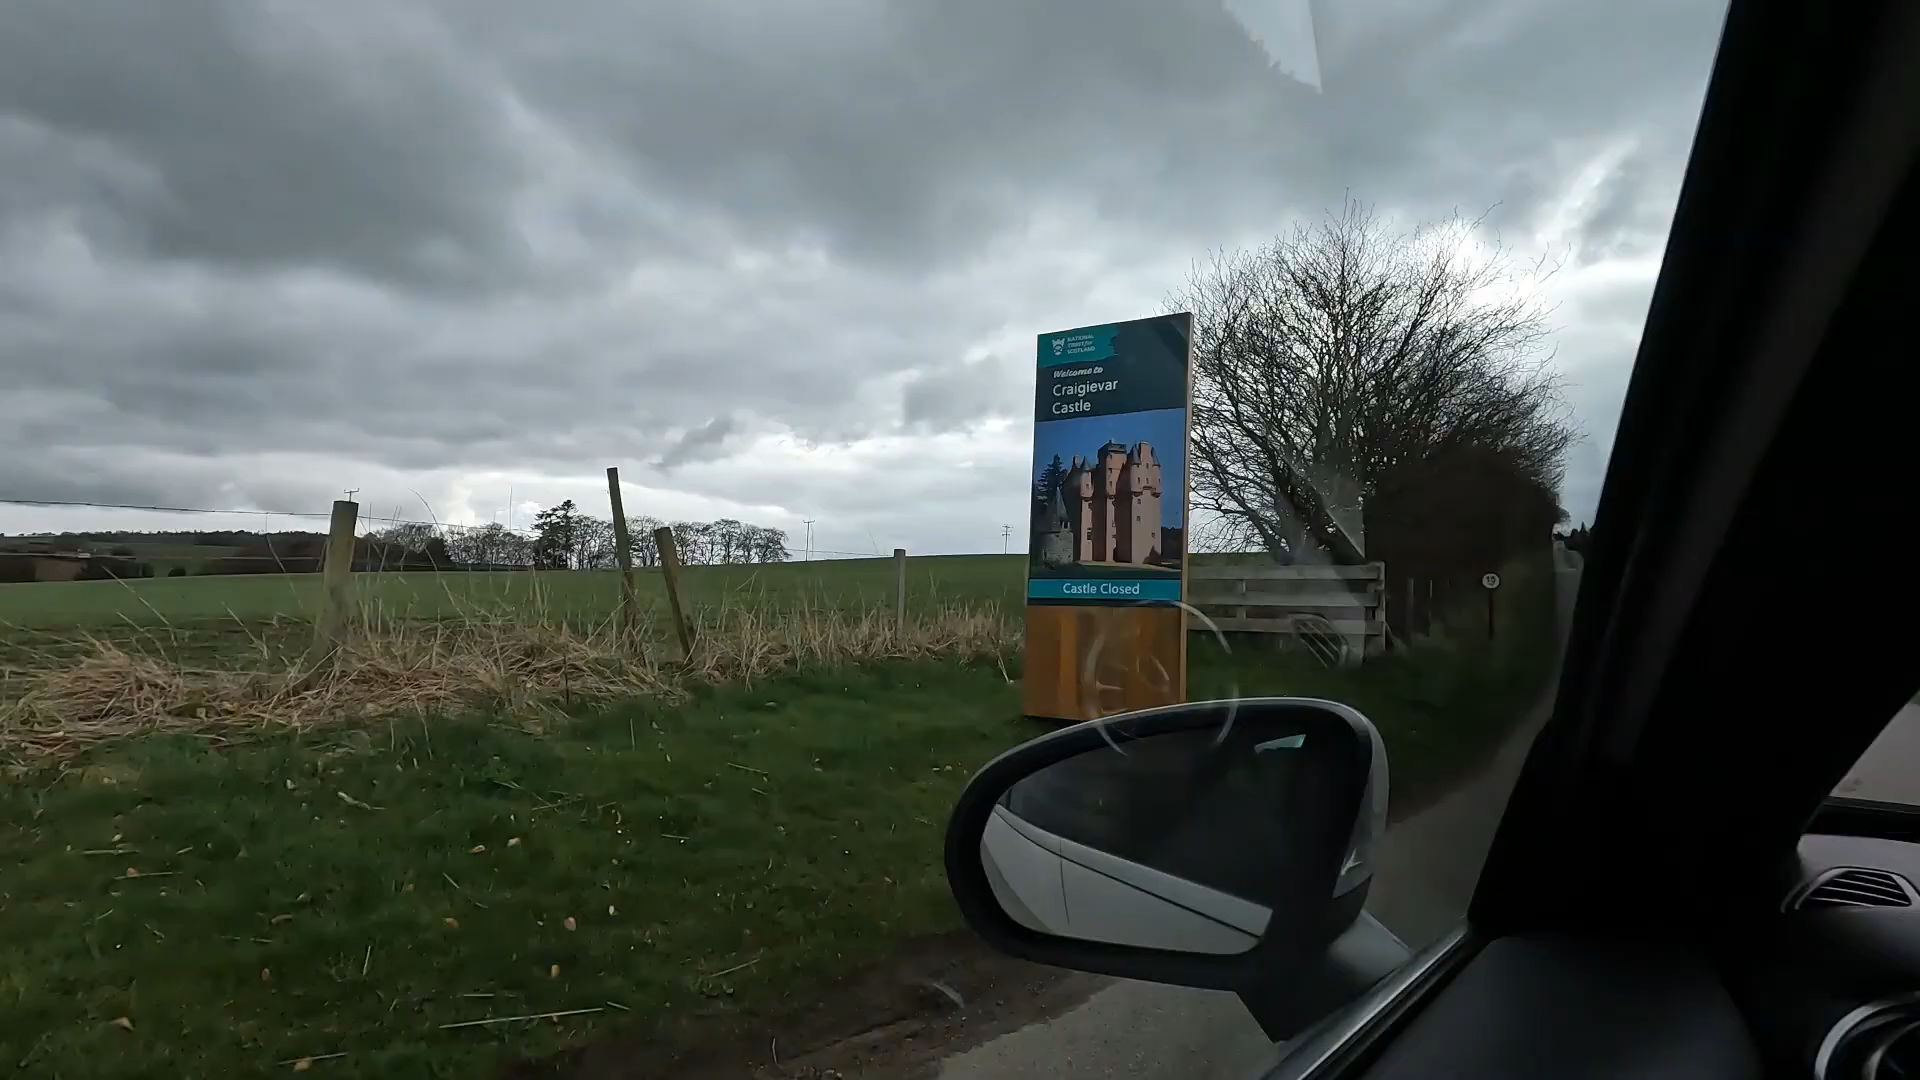 NATIONAL
TRUST for
SCOTLAND
Welcome to
Craigievar
Castle
Castle Closed
15